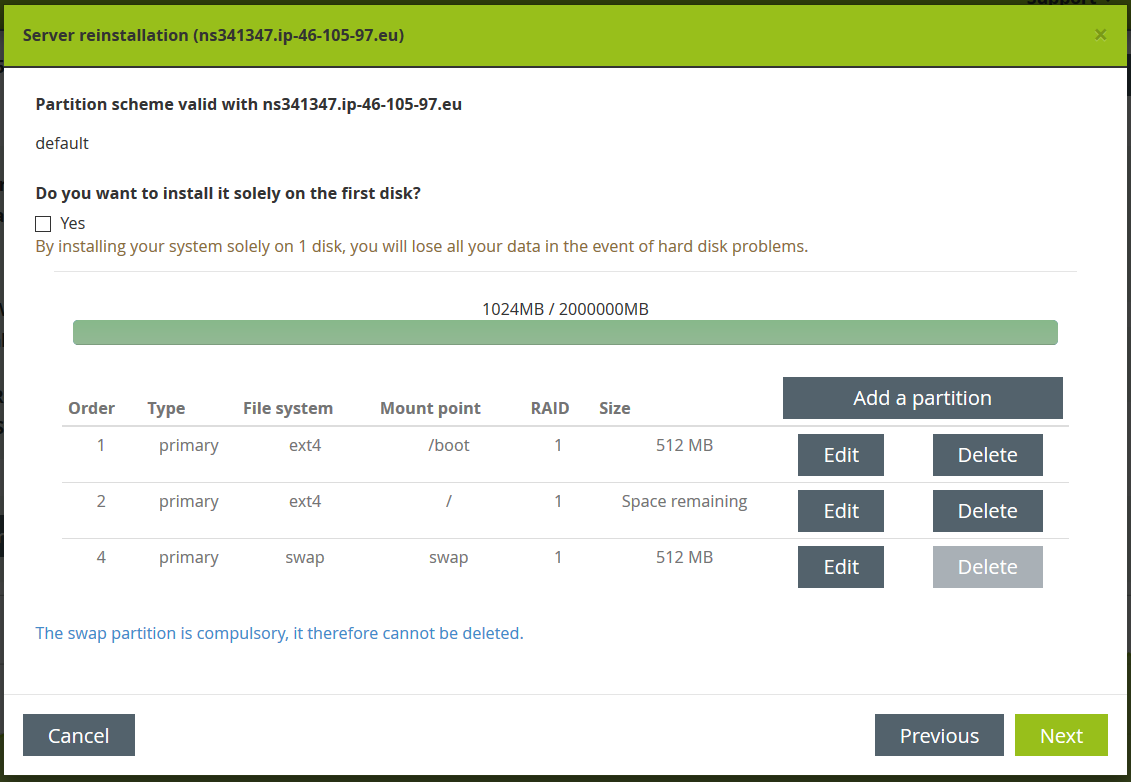 Support
Server reinstallation (ns341347.ip-46-105-97.eu)
×
Partition scheme valid with ns341347.ip-46-105-97.eu
default
Do you want to install it solely on the first disk?
Yes
By installing your system solely on 1 disk, you will lose all your data in the event of hard disk problems.
1024MB / 2000000MB
Order Type File system Mount point RAID Size Add a partition
1 primary ext4 /boot 1 512 MB Edit Delete
2 primary ext4 / 1 Space remaining Edit Delete
4 primary swap swap 1 512 MB Edit Delete
The swap partition is compulsory, it therefore cannot be deleted.
Cancel Previous Next